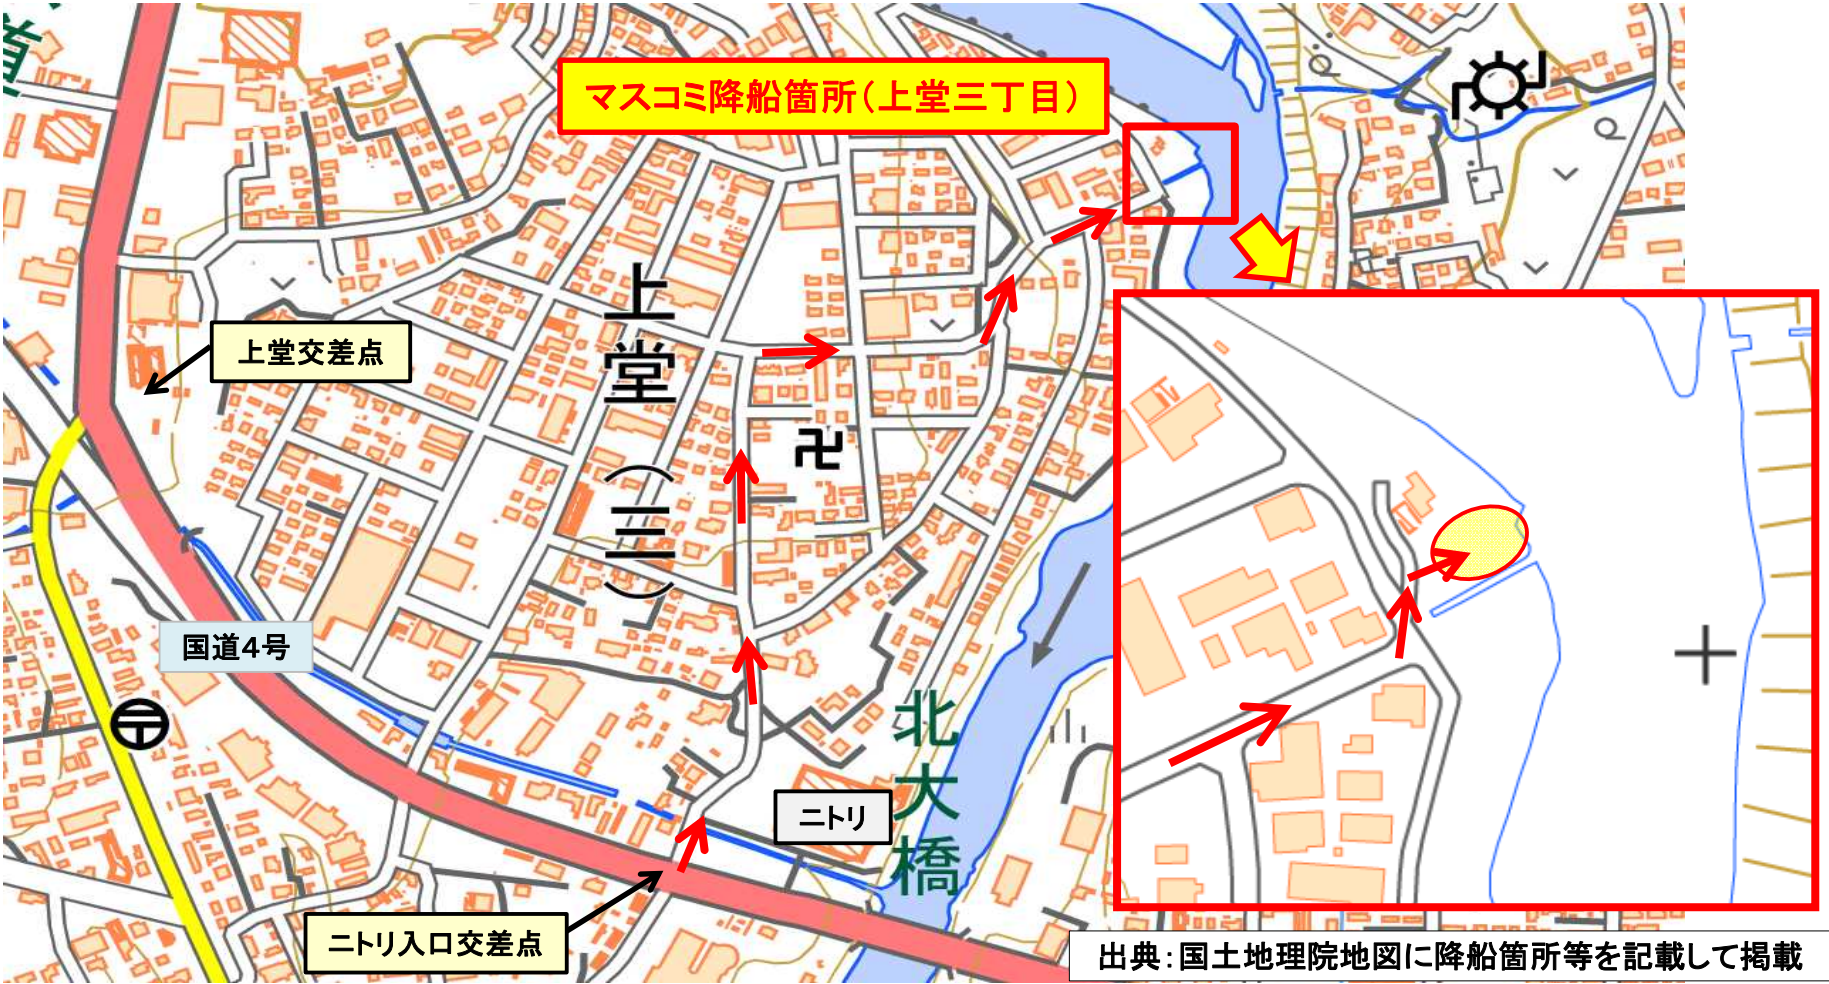 道
マスコミ降船箇所（上堂三丁目）
上堂（三）
上堂交差点
国道4号
北大橋
ニトリ
ニトリ入口交差点
出典：国土地理院地図に降船箇所等を記載して掲載